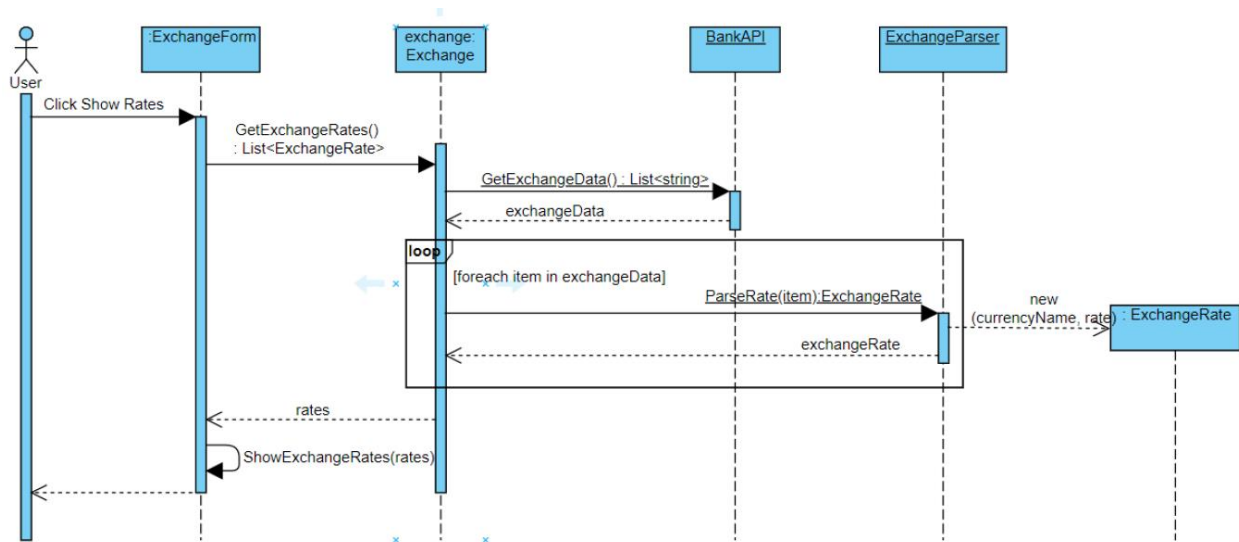 :ExchangeForm
exchange:
Exchange
BankAPI
ExchangeParser
User
Click Show Rates
GetExchangeRates()
: List<ExchangeRate>
GetExchangeData() : List<string>
exchangeData
loop
[foreach item in exchangeData]
ParseRate(item):ExchangeRate
new
(currencyName, rate)
: ExchangeRate
exchangeRate
rates
ShowExchangeRates(rates)